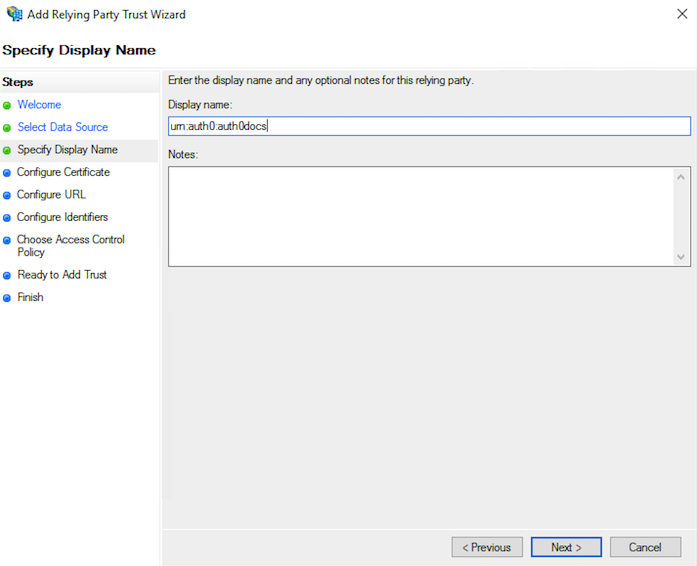 Add Relying Party Trust Wizard
Specify Display Name
Steps
Welcome
Select Data Source
Specify Display Name
Configure Certificate
Configure URL
Configure Identifiers
Choose Access Control
Policy
Ready to Add Trust
Finish
Enter the display name and any optional notes for this relying party.
Display name:
urn:auth0:auth0docs
Notes:
< Previous
Next >
Cancel